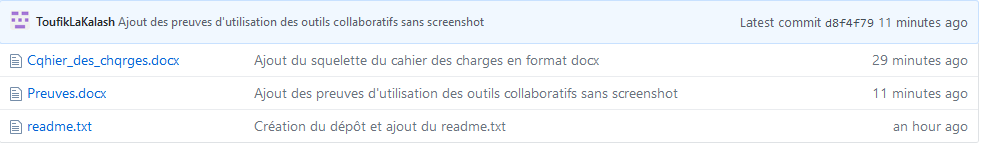 ToufikLaKalash Ajout des preuves d'utilisation des outils collaboratifs sans screenshot Latest commit d8f4f79 11 minutes ago
Cqhier_des_chqrges.docx Ajout du squelette du cahier des charges en format docx 29 minutes ago
Preuves.docx Ajout des preuves d'utilisation des outils collaboratifs sans screenshot 11 minutes ago
readme.txt Création du dépôt et ajout du readme.txt an hour ago